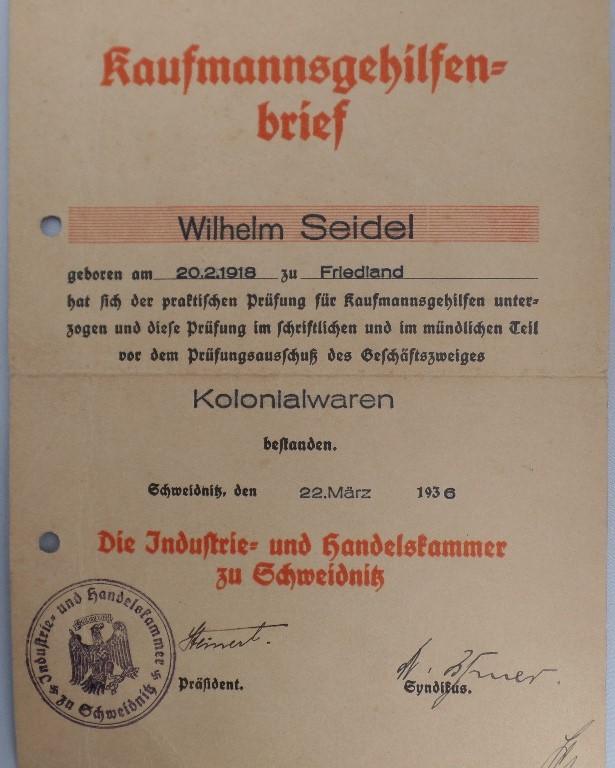 Kaufmannsgehilfen-
brief
Wilhelm Seidel
geboren am 20.2.1918 zu Friedland
hat sich der praktischen Prüfung für Kaufmannsgehilfen unter-
zogen und diese Prüfung im schriftlichen und im mündlichen Teil
vor dem Prüfungsausschuß des Geschäftszweiges
Kolonialwaren
bestanden.
Schweidnitz, den 22.März 1936
Die Industrie- und Handelskammer
zu Schweidnitz
Industrie- und Handelskammer
zu Schweidnitz
Steinert.
Präsident.
Syndikus.